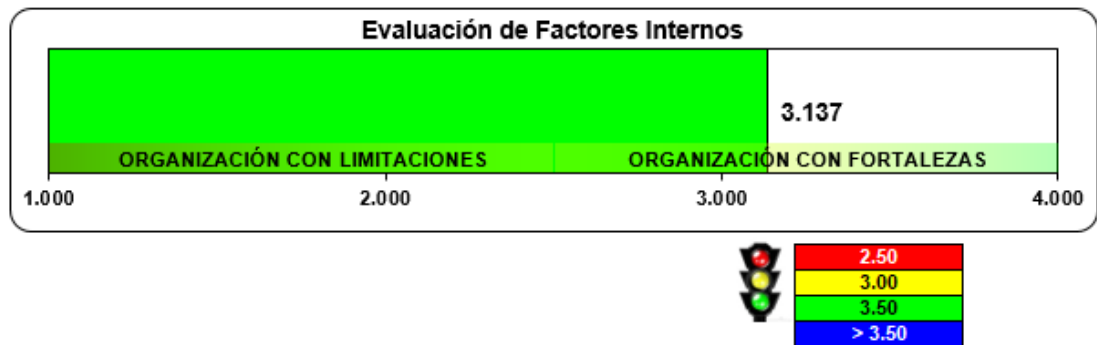 Evaluación de Factores Internos
3.137
ORGANIZACIÓN CON LIMITACIONES ORGANIZACIÓN CON FORTALEZAS
1.000 2.000 3.000 4.000
2.50
3.00
3.50
> 3.50